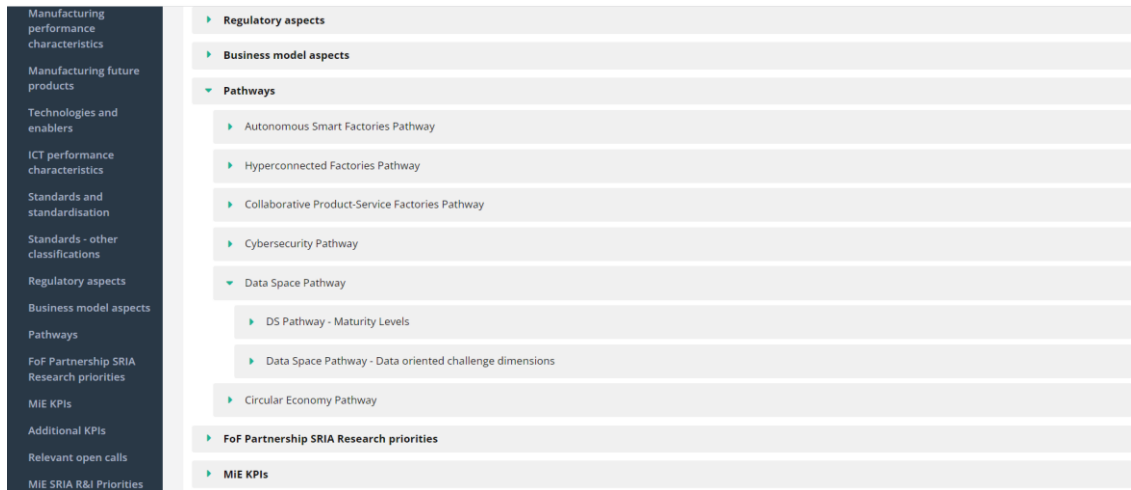 Manufacturing
performance
characteristics
Manufacturing future
products
Technologies and
enablers
ICT performance
characteristics
Standards and
standardisation
Standards - other
classifications
Regulatory aspects
Business model aspects
Pathways
FoF Partnership SRIA
Research priorities
MiE KPIs
Additional KPIs
Relevant open calls
MiE SRIA R&I Priorities
Regulatory aspects
Business model aspects
Pathways
Autonomous Smart Factories Pathway
Hyperconnected Factories Pathway
Collaborative Product-Service Factories Pathway
Cybersecurity Pathway
Data Space Pathway
DS Pathway - Maturity Levels
Data Space Pathway - Data oriented challenge dimensions
Circular Economy Pathway
FoF Partnership SRIA Research priorities
MiE KPIs